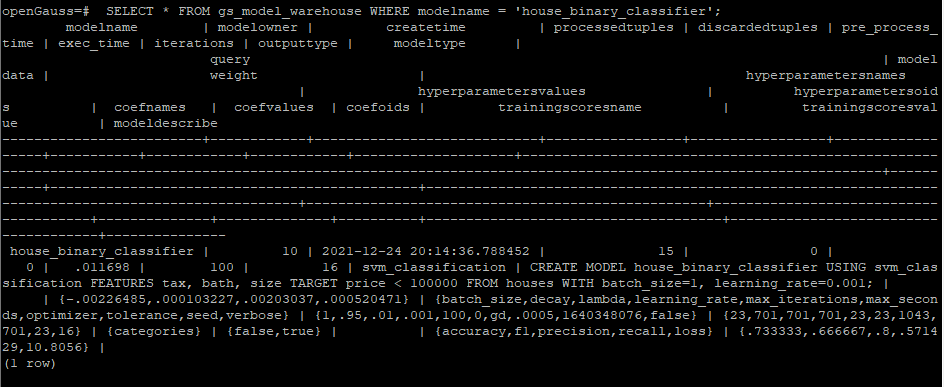 openGauss=#  SELECT * FROM gs_model_warehouse WHERE modelname = 'house_binary_classifier';
modelname | modelowner | createtime | processedtuples | discardedtuples | pre_process_
time | exec_time | iterations | outputtype | modeltype |
query | model
data | weight | hyperparametersnames
| hyperparametersvalues | hyperparametersoid
s | coefnames | coefvalues | coefoids | trainingscoresname | trainingscoresval
ue | modeldescribe
house_binary_classifier | 10 | 2021-12-24 20:14:36.788452 | 15 | 0 |
0 | .011698 | 100 | 16 | svm_classification | CREATE MODEL house_binary_classifier USING svm_clas
sification FEATURES tax, bath, size TARGET price < 100000 FROM houses WITH batch_size=1, learning_rate=0.001; |
| {-.00226485,.000103227,.00203037,.000520471} | {batch_size,decay,lambda,learning_rate,max_iterations,max_secon
ds,optimizer,tolerance,seed,verbose} | {1,.95,.01,.001,100,0,gd,.0005,1640348076,false} | {23,701,701,701,23,23,1043,
701,23,16} | {categories} | {false,true} | | {accuracy,f1,precision,recall,loss} | {.733333,.666667,.8,.5714
29,10.8056} |
(1 row)